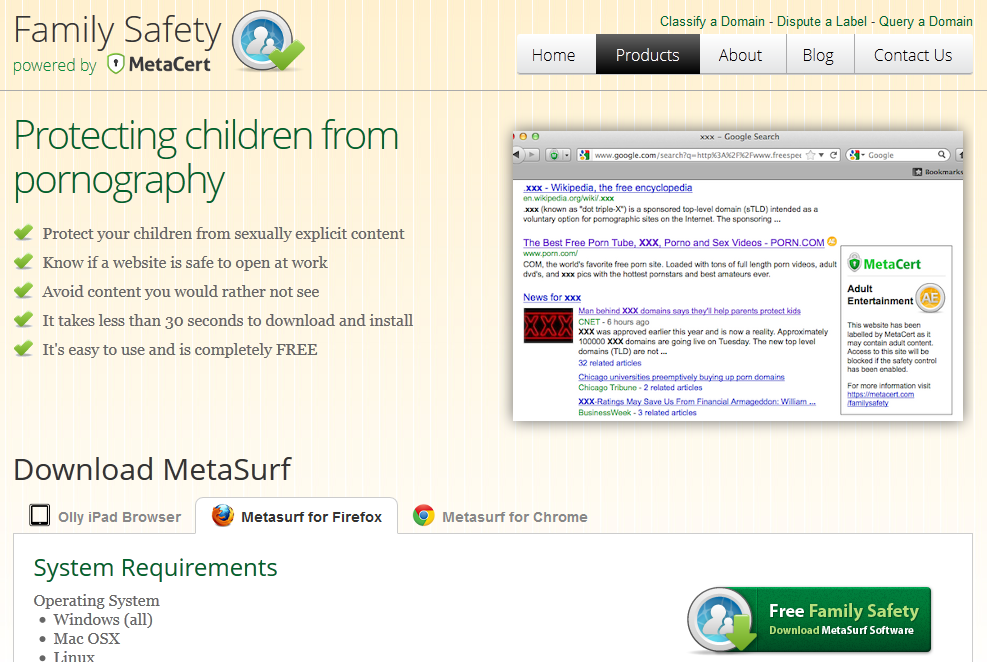 Family Safety
powered by MetaCert
Classify a Domain - Dispute a Label - Query a Domain
Home Products About Blog Contact Us
Protecting children from
pornography
Protect your children from sexually explicit content
Know if a website is safe to open at work
Avoid content you would rather not see
It takes less than 30 seconds to download and install
It's easy to use and is completely FREE
xxx - Google Search
www.google.com/search?q=http%3A%2F%2Fwww.freespee
Google
Bookmarks
.xxx - Wikipedia, the free encyclopedia
en.wikipedia.org/wiki/.xxx
.xxx (known as "dot triple-X") is a sponsored top-level domain (sTLD) intended as a
voluntary option for pornographic sites on the Internet. The sponsoring ...
The Best Free Porn Tube, XXX, Porno and Sex Videos - PORN.COM AE
www.porn.com/
COM, the world's favorite free porn site. Loaded with tons of full length porn videos, adult
dvd's, and xxx pics with the hottest pornstars and best amateurs ever.
News for xxx
XXX
Man behind XXX domains says they'll help parents protect kids
CNET - 6 hours ago
XXX was approved earlier this year and is now a reality. Approximately
100000 XXX domains are going live on Tuesday. The new top level
domains (TLD) are not ...
32 related articles
Chicago universities preemptively buying up porn domains
Chicago Tribune - 2 related articles
XXX-Ratings May Save Us From Financial Armageddon: William ...
BusinessWeek - 3 related articles
MetaCert
Adult
Entertainment AE
This website has been
labelled by MetaCert as it
may contain adult content.
Access to this site will be
blocked if the safety control
has been enabled.
For more information visit
https://metacert.com
/familysafety
Download MetaSurf
Olly iPad Browser Metasurf for Firefox Metasurf for Chrome
System Requirements
Operating System
Windows (all)
Mac OSX
Linux
Free Family Safety
Download MetaSurf Software